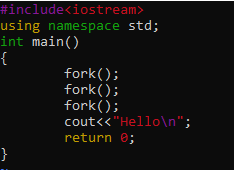 #include<iostream>
using namespace std;
int main()
{
        fork();
        fork();
        fork();
        cout<<"Hello\n";
        return 0;
}